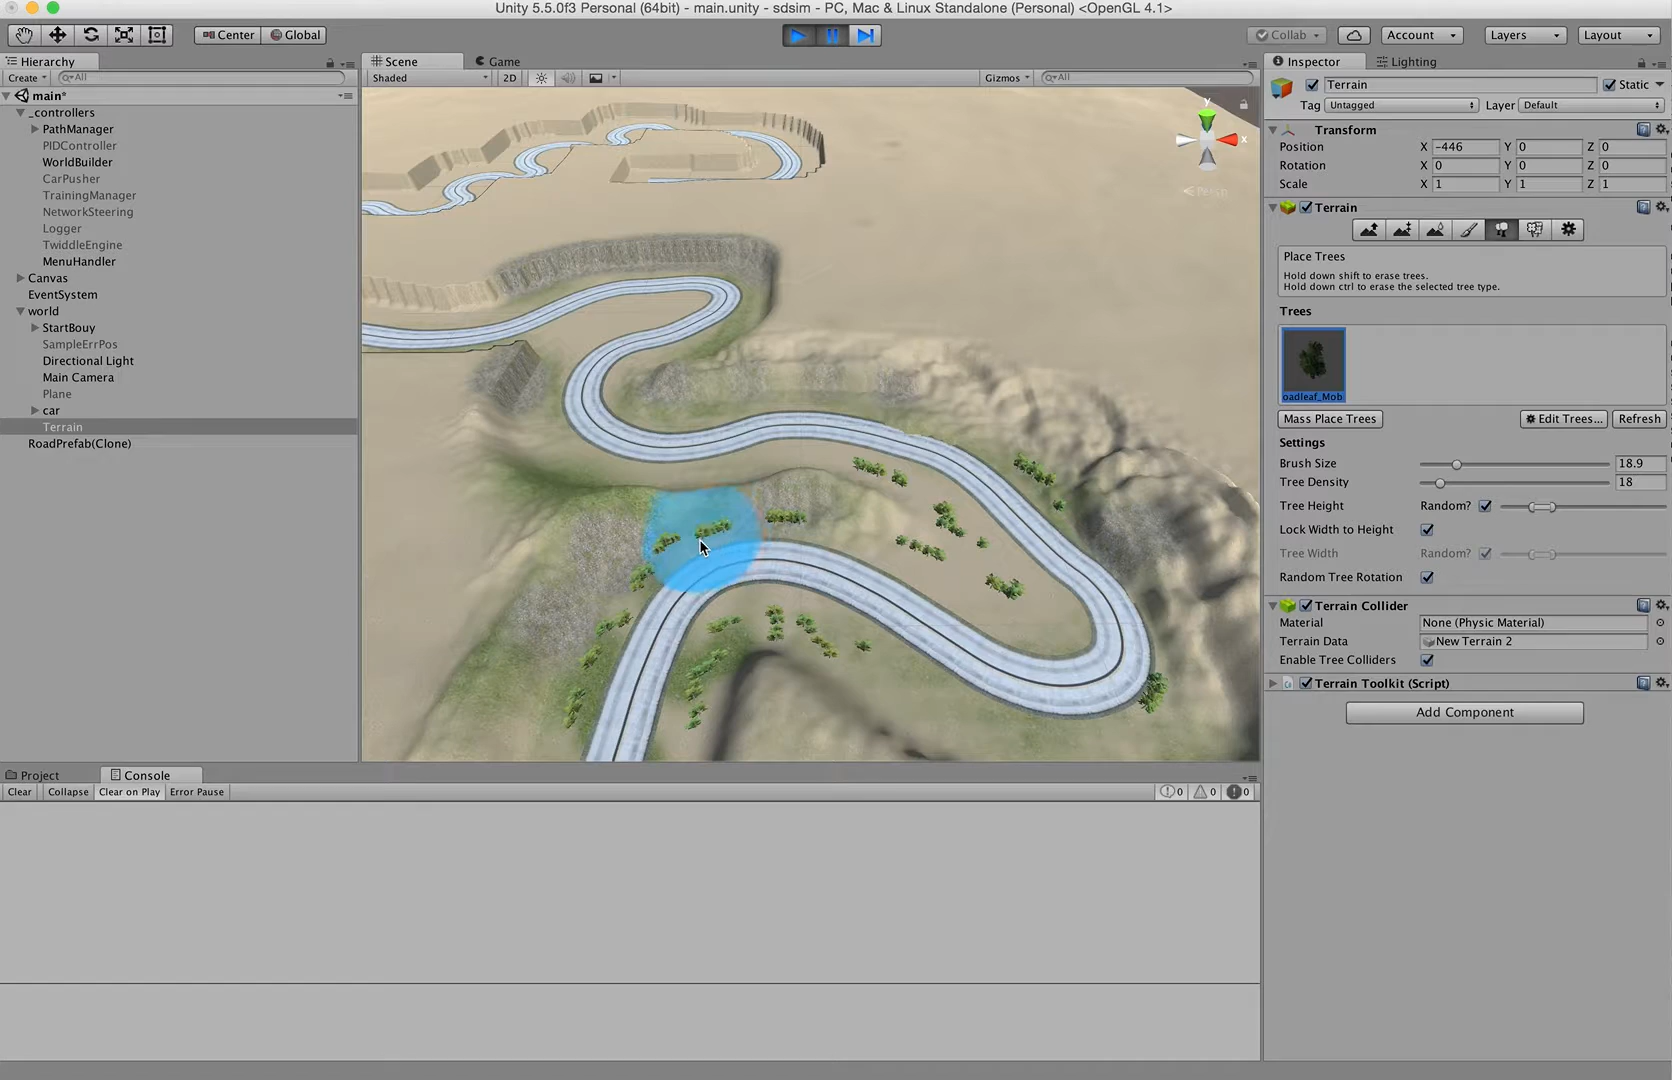 Unity 5.5.0f3 Personal (64bit) - main.unity - sdsim - PC, Mac & Linux Standalone (Personal) <OpenGL 4.1>
Center Global Collab Account Layers Layout
Hierarchy
Create All
main*
_controllers
PathManager
PIDController
WorldBuilder
CarPusher
TrainingManager
NetworkSteering
Logger
TwiddleEngine
MenuHandler
Canvas
EventSystem
world
StartBouy
SampleErrPos
Directional Light
Main Camera
Plane
car
Terrain
RoadPrefab(Clone)
Scene Game
Shaded 2D Gizmos All
y
x
Persp
Project Console
Clear Collapse Clear on Play Error Pause 0 0 0
Inspector Lighting
Terrain Static
Tag Untagged Layer Default
Transform
Position X -446 Y 0 Z 0
Rotation X 0 Y 0 Z 0
Scale X 1 Y 1 Z 1
Terrain
Place Trees
Hold down shift to erase trees.
Hold down ctrl to erase the selected tree type.
Trees
oadleaf_Mob
Mass Place Trees Edit Trees... Refresh
Settings
Brush Size 18.9
Tree Density 18
Tree Height Random?
Lock Width to Height
Tree Width Random?
Random Tree Rotation
Terrain Collider
Material None (Physic Material)
Terrain Data New Terrain 2
Enable Tree Colliders
Terrain Toolkit (Script)
Add Component